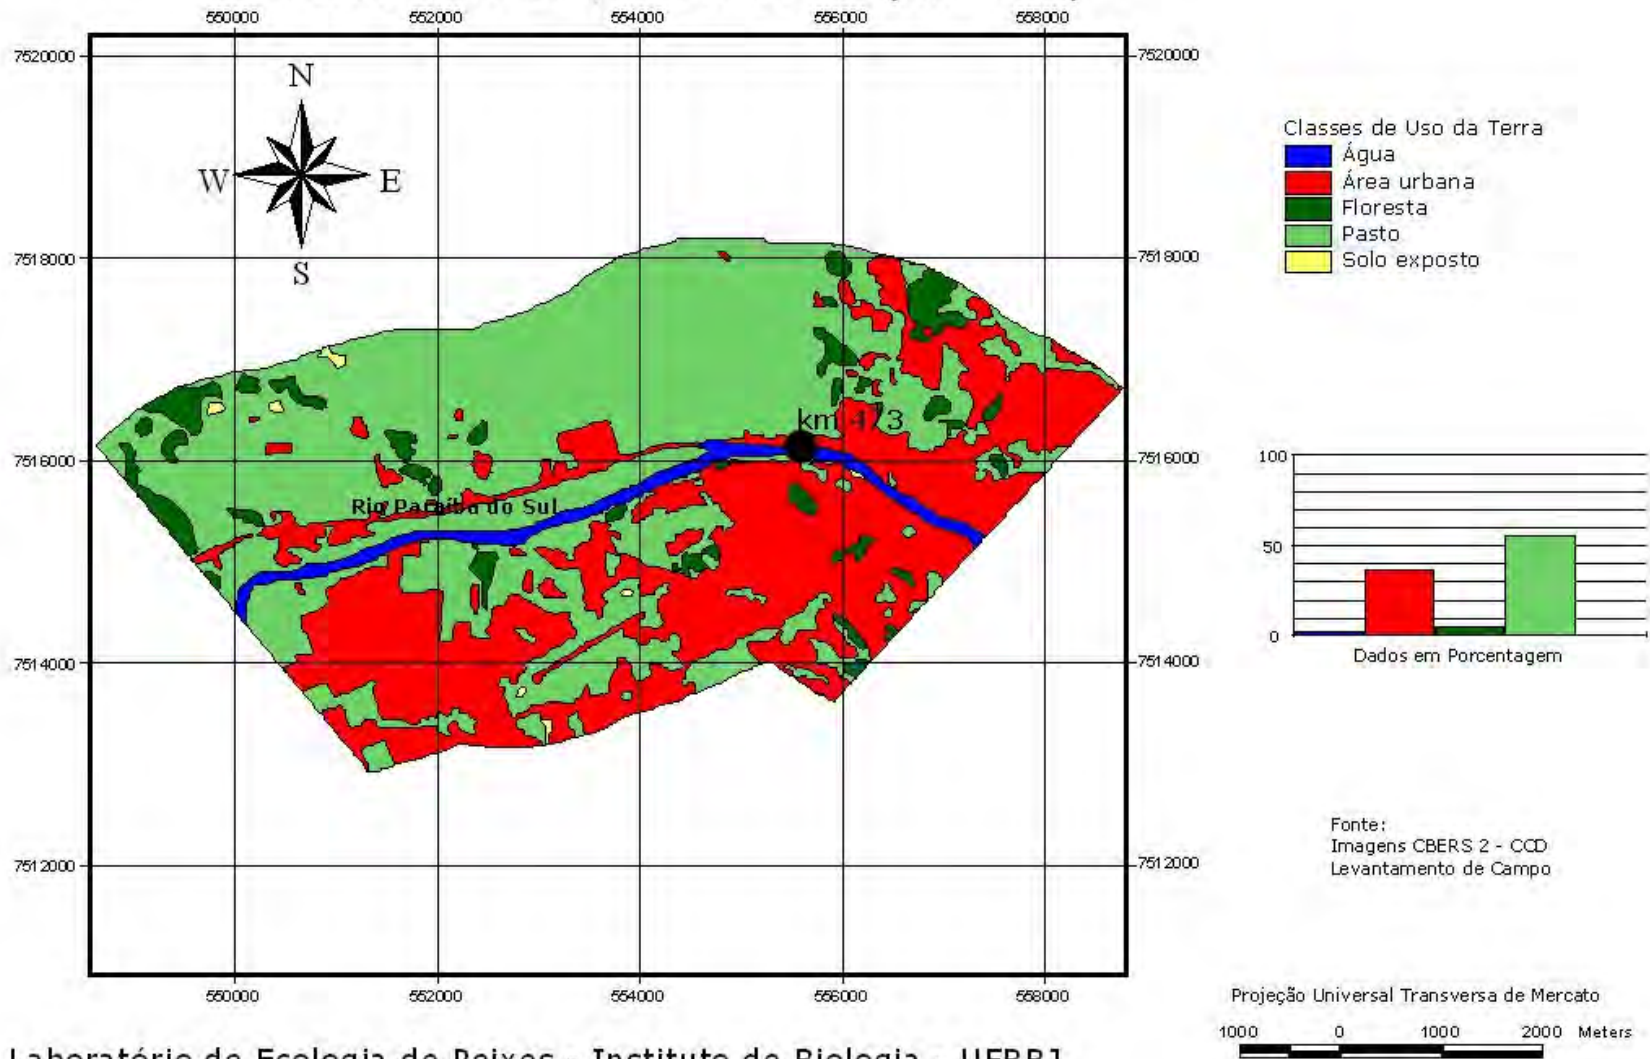 550000 552000 554000 556000 558000
7520000 7520000
N
W E
S
7518000 7518000
7516000 7516000
7514000 7514000
7512000 7512000
km 473
Rio Paraíba do Sul
550000 552000 554000 556000 558000
Classes de Uso da Terra
Água
Área urbana
Floresta
Pasto
Solo exposto
100
50
0
Dados em Porcentagem
Fonte:
Imagens CBERS 2 - CCD
Levantamento de Campo
Projeção Universal Transversa de Mercato
1000 0 1000 2000 Meters
Laboratório de Ecologia de Peixes - Instituto de Biologia - UFRRJ